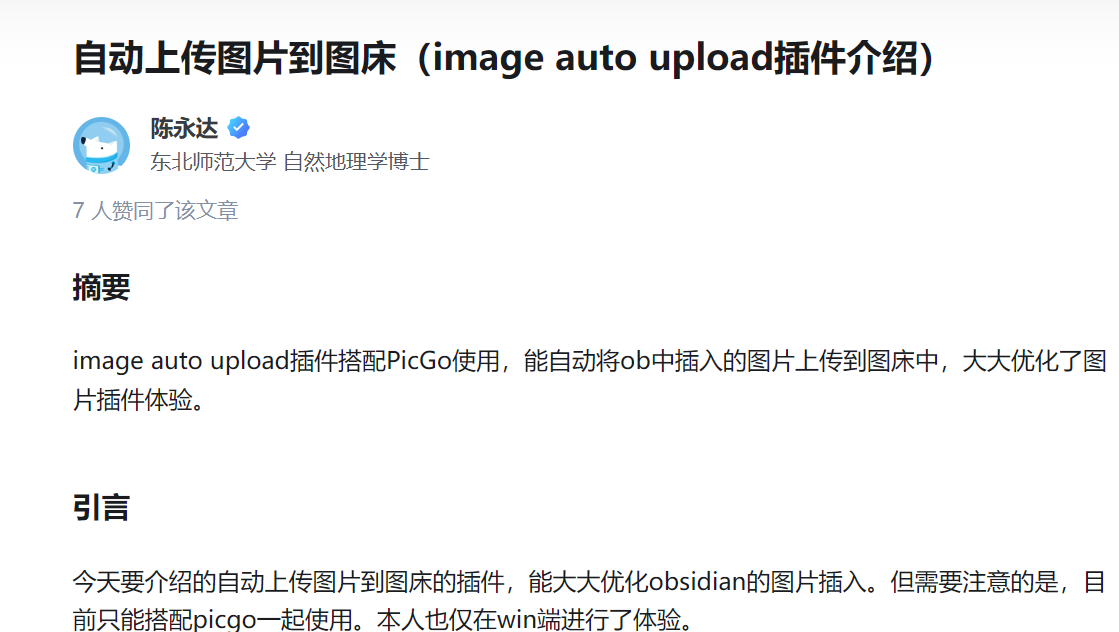 自动上传图片到图床（image auto upload插件介绍）
陈永达
东北师范大学 自然地理学博士
7 人赞同了该文章
摘要
image auto upload插件搭配PicGo使用，能自动将ob中插入的图片上传到图床中，大大优化了图
片插件体验。
引言
今天要介绍的自动上传图片到图床的插件，能大大优化obsidian的图片插入。但需要注意的是，目
前只能搭配picgo一起使用。本人也仅在win端进行了体验。